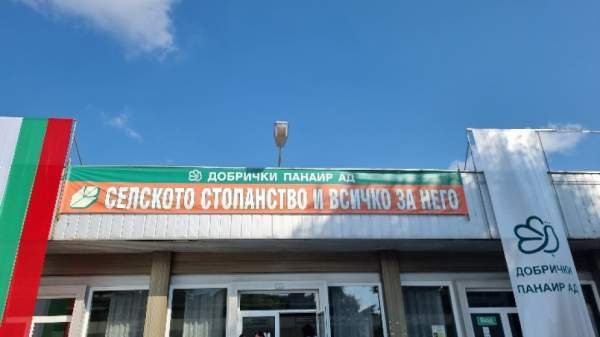 ДОБРИЧКИ ПАНАИР АД
СЕЛСКОТО СТОПАНСТВО И ВСИЧКО ЗА НЕГО
ДОБРИЧКИ
ПАНАИР АД